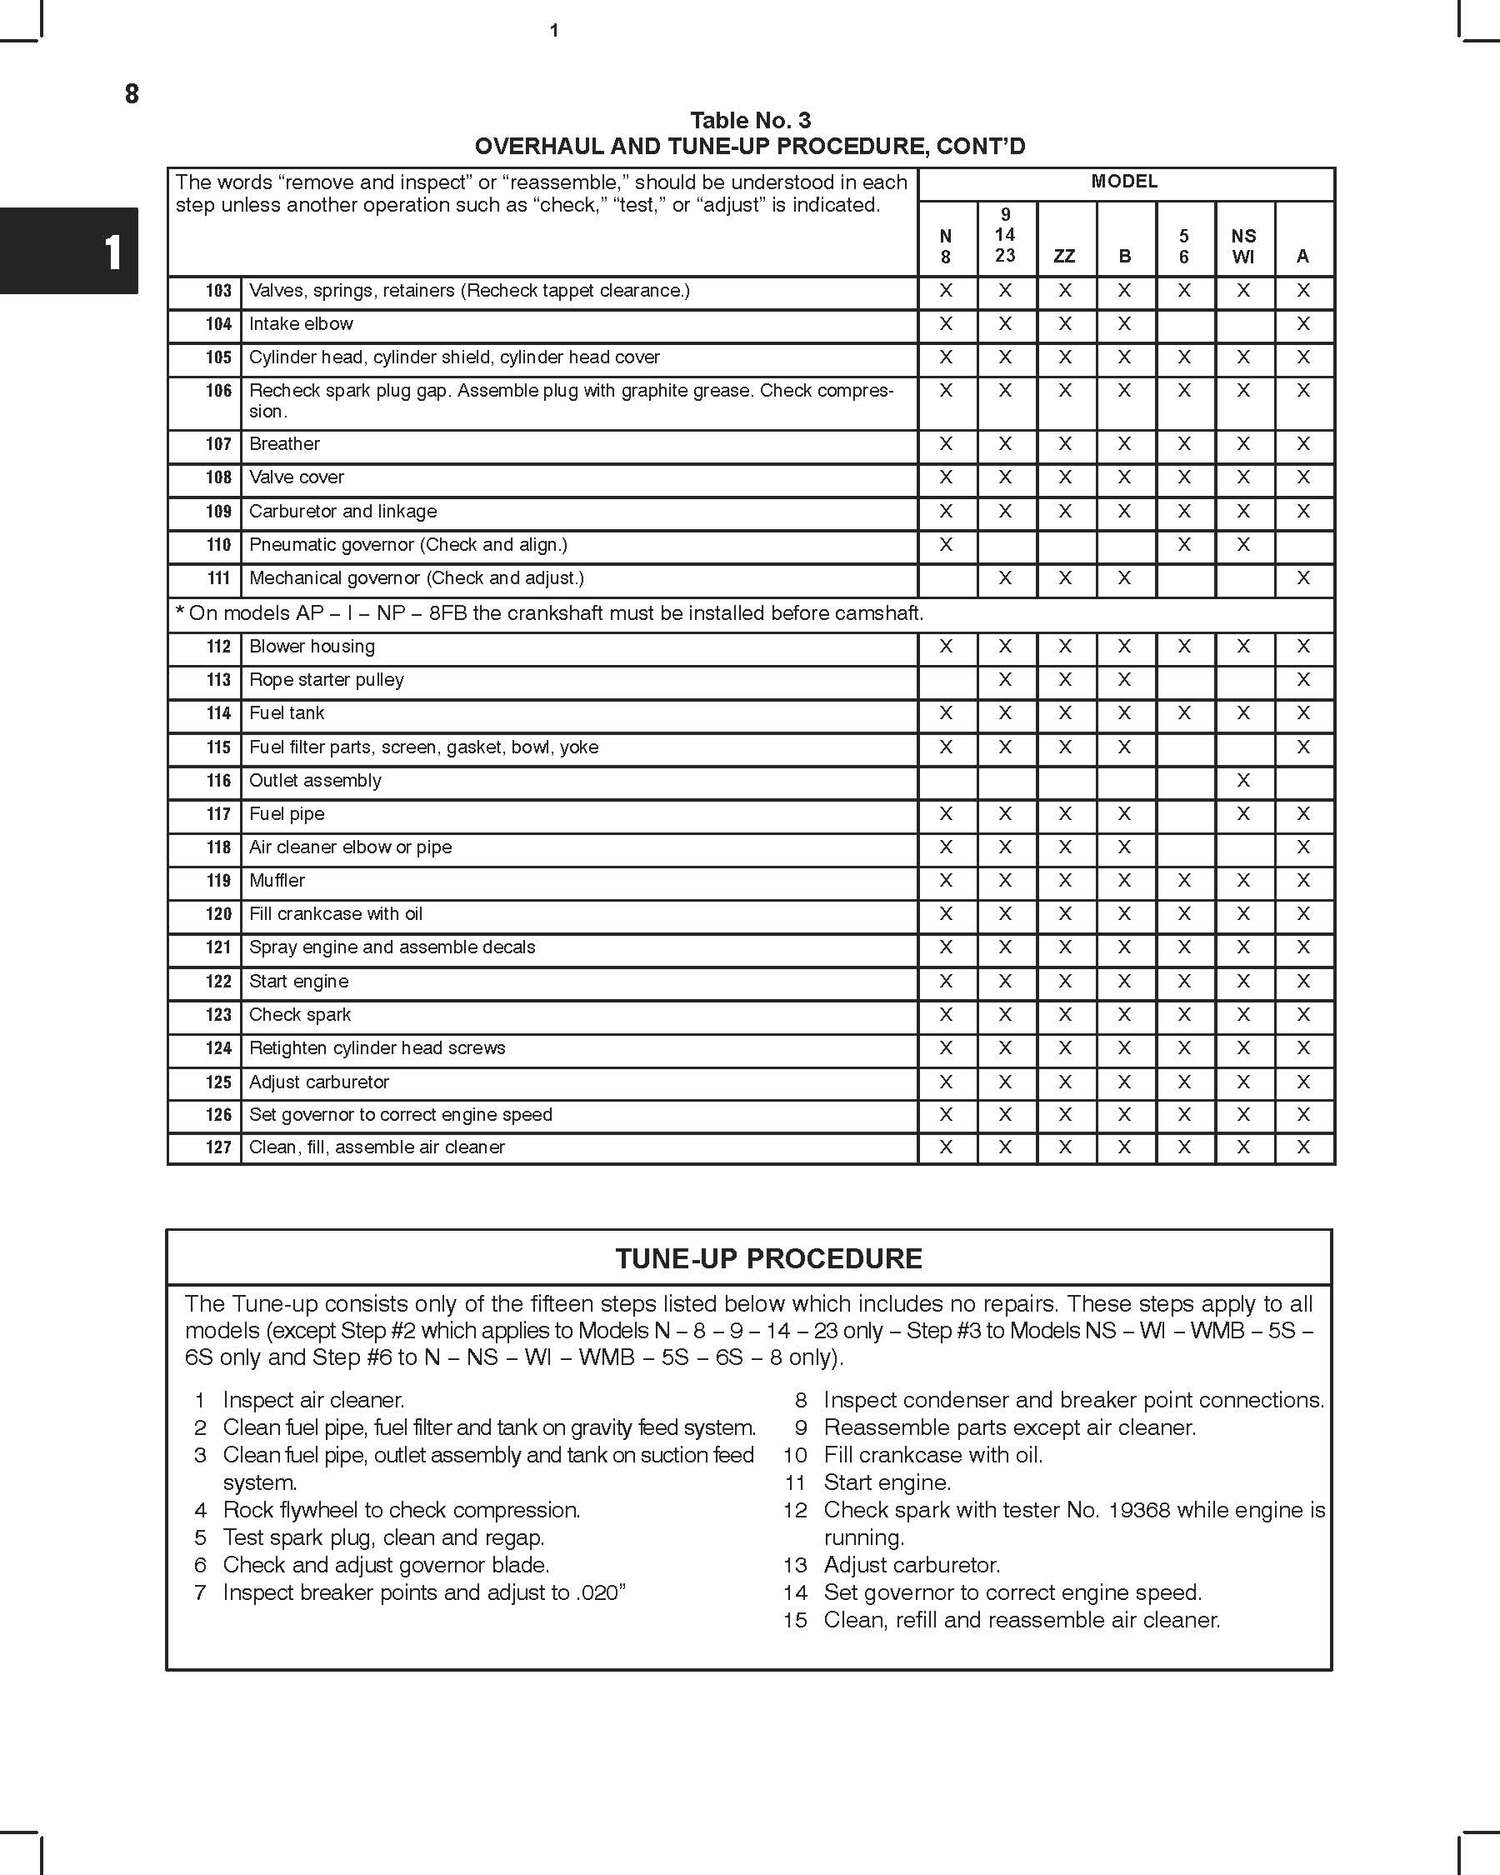 1
8
1
Table No. 3
OVERHAUL AND TUNE-UP PROCEDURE, CONT’D
The words “remove and inspect” or “reassemble,” should be understood in each
step unless another operation such as “check,” “test,” or “adjust” is indicated.
MODEL
N 8
9 14 23
ZZ
B
5 6
NS WI
A
103 Valves, springs, retainers (Recheck tappet clearance.) X X X X X X X
104 Intake elbow X X X X X
105 Cylinder head, cylinder shield, cylinder head cover X X X X X X X
106 Recheck spark plug gap. Assemble plug with graphite grease. Check compres- X X X X X X X
sion.
107 Breather X X X X X X X
108 Valve cover X X X X X X X
109 Carburetor and linkage X X X X X X X
110 Pneumatic governor (Check and align.) X X X
111 Mechanical governor (Check and adjust.) X X X X
* On models AP – I – NP – 8FB the crankshaft must be installed before camshaft.
112 Blower housing X X X X X X X
113 Rope starter pulley X X X X
114 Fuel tank X X X X X X X
115 Fuel filter parts, screen, gasket, bowl, yoke X X X X X
116 Outlet assembly X
117 Fuel pipe X X X X X X
118 Air cleaner elbow or pipe X X X X X
119 Muffler X X X X X X X
120 Fill crankcase with oil X X X X X X X
121 Spray engine and assemble decals X X X X X X X
122 Start engine X X X X X X X
123 Check spark X X X X X X X
124 Retighten cylinder head screws X X X X X X X
125 Adjust carburetor X X X X X X X
126 Set governor to correct engine speed X X X X X X X
127 Clean, fill, assemble air cleaner X X X X X X X
TUNE-UP PROCEDURE
The Tune-up consists only of the fifteen steps listed below which includes no repairs. These steps apply to all
models (except Step #2 which applies to Models N – 8 – 9 – 14 – 23 only – Step #3 to Models NS – WI – WMB – 5S –
6S only and Step #6 to N – NS – WI – WMB – 5S – 6S – 8 only).
1 Inspect air cleaner.
2 Clean fuel pipe, fuel filter and tank on gravity feed system.
3 Clean fuel pipe, outlet assembly and tank on suction feed
system.
4 Rock flywheel to check compression.
5 Test spark plug, clean and regap.
6 Check and adjust governor blade.
7 Inspect breaker points and adjust to .020”
8 Inspect condenser and breaker point connections.
9 Reassemble parts except air cleaner.
10 Fill crankcase with oil.
11 Start engine.
12 Check spark with tester No. 19368 while engine is
running.
13 Adjust carburetor.
14 Set governor to correct engine speed.
15 Clean, refill and reassemble air cleaner.